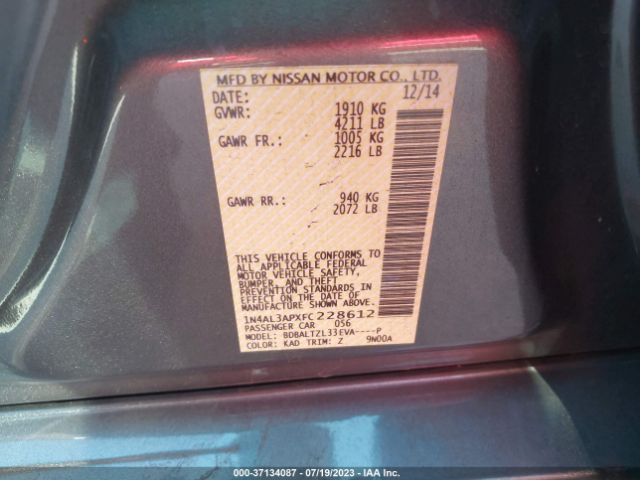 MFD BY NISSAN MOTOR CO., LTD.
DATE: 12/14
GVWR: 1910 KG
4211 LB
GAWR FR.: 1005 KG
2216 LB
GAWR RR.: 940 KG
2072 LB
THIS VEHICLE CONFORMS TO
ALL APPLICABLE FEDERAL
MOTOR VEHICLE SAFETY,
BUMPER, AND THEFT
PREVENTION STANDARDS IN
EFFECT ON THE DATE OF
MANUFACTURE SHOWN ABOVE.
1N4AL3APXFC228612
PASSENGER CAR 056
MODEL: BDBALTZL33EVA----P
COLOR: KAD TRIM: Z 9N00A
000-37134087 - 07/19/2023 - IAA Inc.